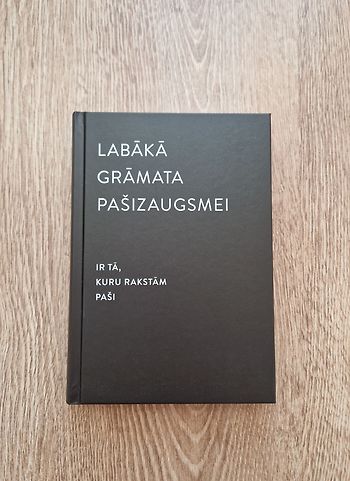 LABĀKĀ
GRĀMATA
PAŠIZAUGSMEI
IR TĀ,
KURU RAKSTĀM
PAŠI